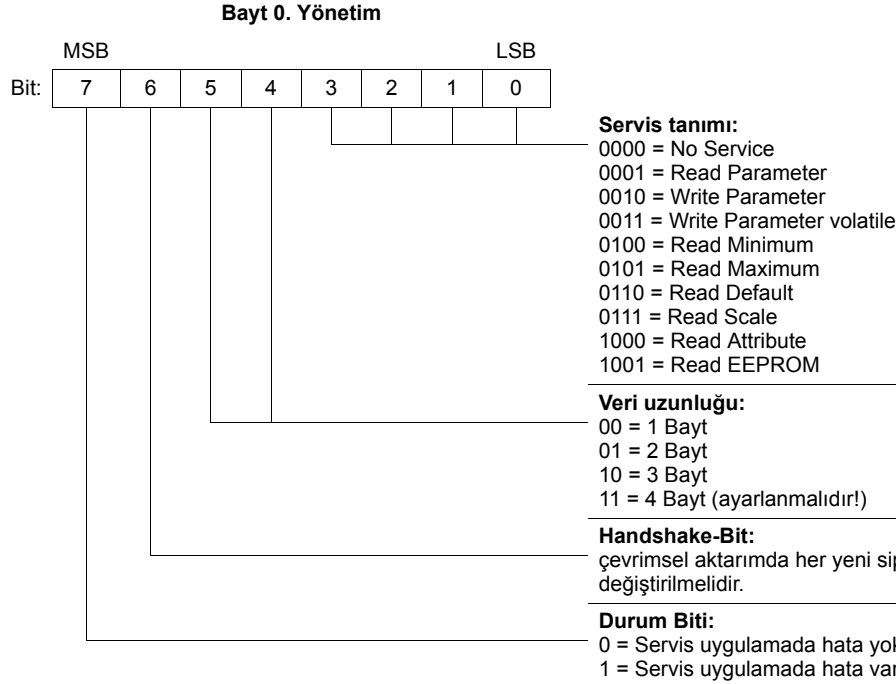 Bayt 0. Yönetim
MSB LSB
Bit: 7 6 5 4 3 2 1 0
Servis tanımı:
0000 = No Service
0001 = Read Parameter
0010 = Write Parameter
0011 = Write Parameter volatile
0100 = Read Minimum
0101 = Read Maximum
0110 = Read Default
0111 = Read Scale
1000 = Read Attribute
1001 = Read EEPROM
Veri uzunluğu:
00 = 1 Bayt
01 = 2 Bayt
10 = 3 Bayt
11 = 4 Bayt (ayarlanmalıdır!)
Handshake-Bit:
çevrimsel aktarımda her yeni
değiştirilmelidir.
Durum Biti:
0 = Servis uygulamada hata
1 = Servis uygulamada hata